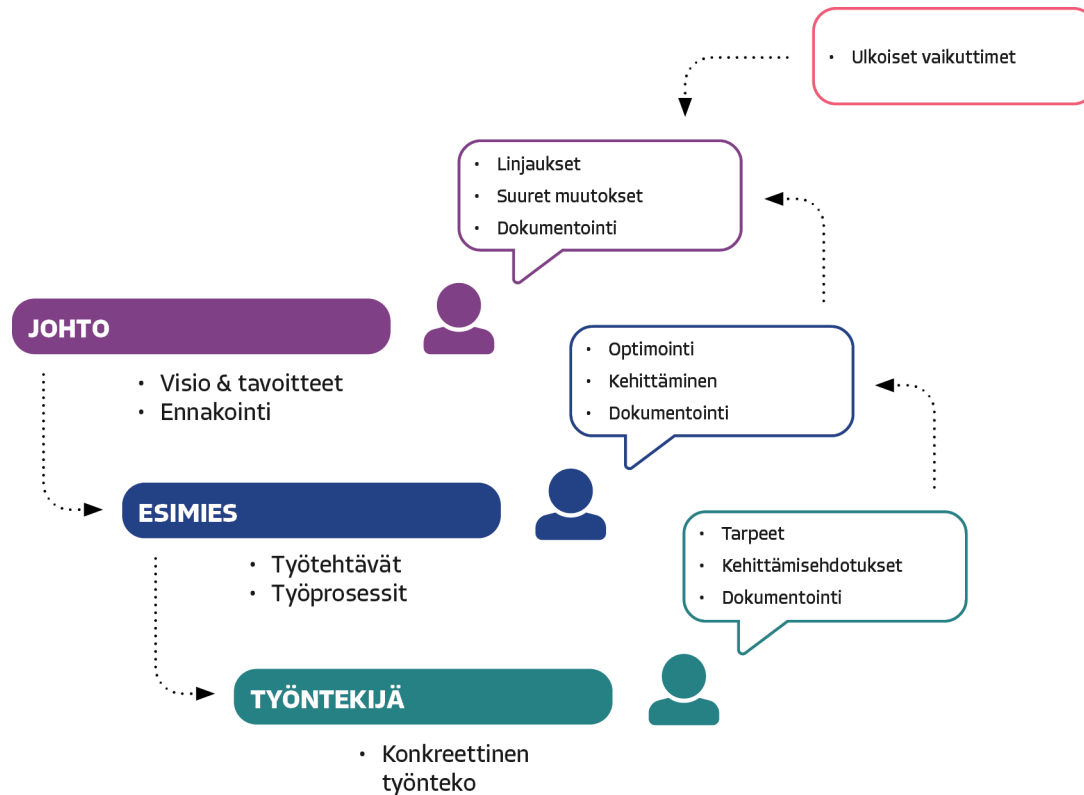 • Ulkoiset vaikuttimet
• Linjaukset
• Suuret muutokset
• Dokumentointi
JOHTO
• Visio & tavoitteet
• Ennakointi
• Optimointi
• Kehittäminen
• Dokumentointi
ESIMIES
• Työtehtävät
• Työprosessit
• Tarpeet
• Kehittämisehdotukset
• Dokumentointi
TYÖNTEKIJÄ
• Konkreettinen
työnteko